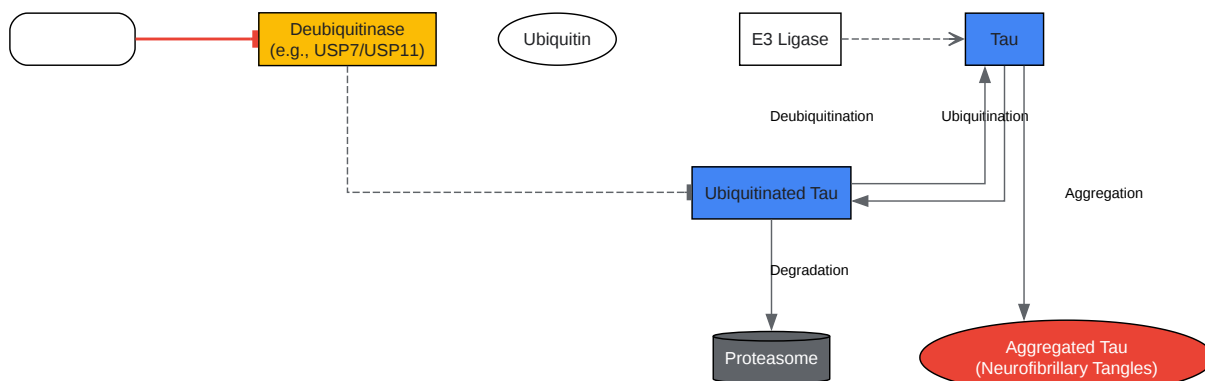 Deubiquitinase
(e.g., USP7/USP11)
Ubiquitin
E3 Ligase
Tau
Deubiquitination
Ubiquitination
Ubiquitinated Tau
Aggregation
Degradation
Proteasome
Aggregated Tau
(Neurofibrillary Tangles)